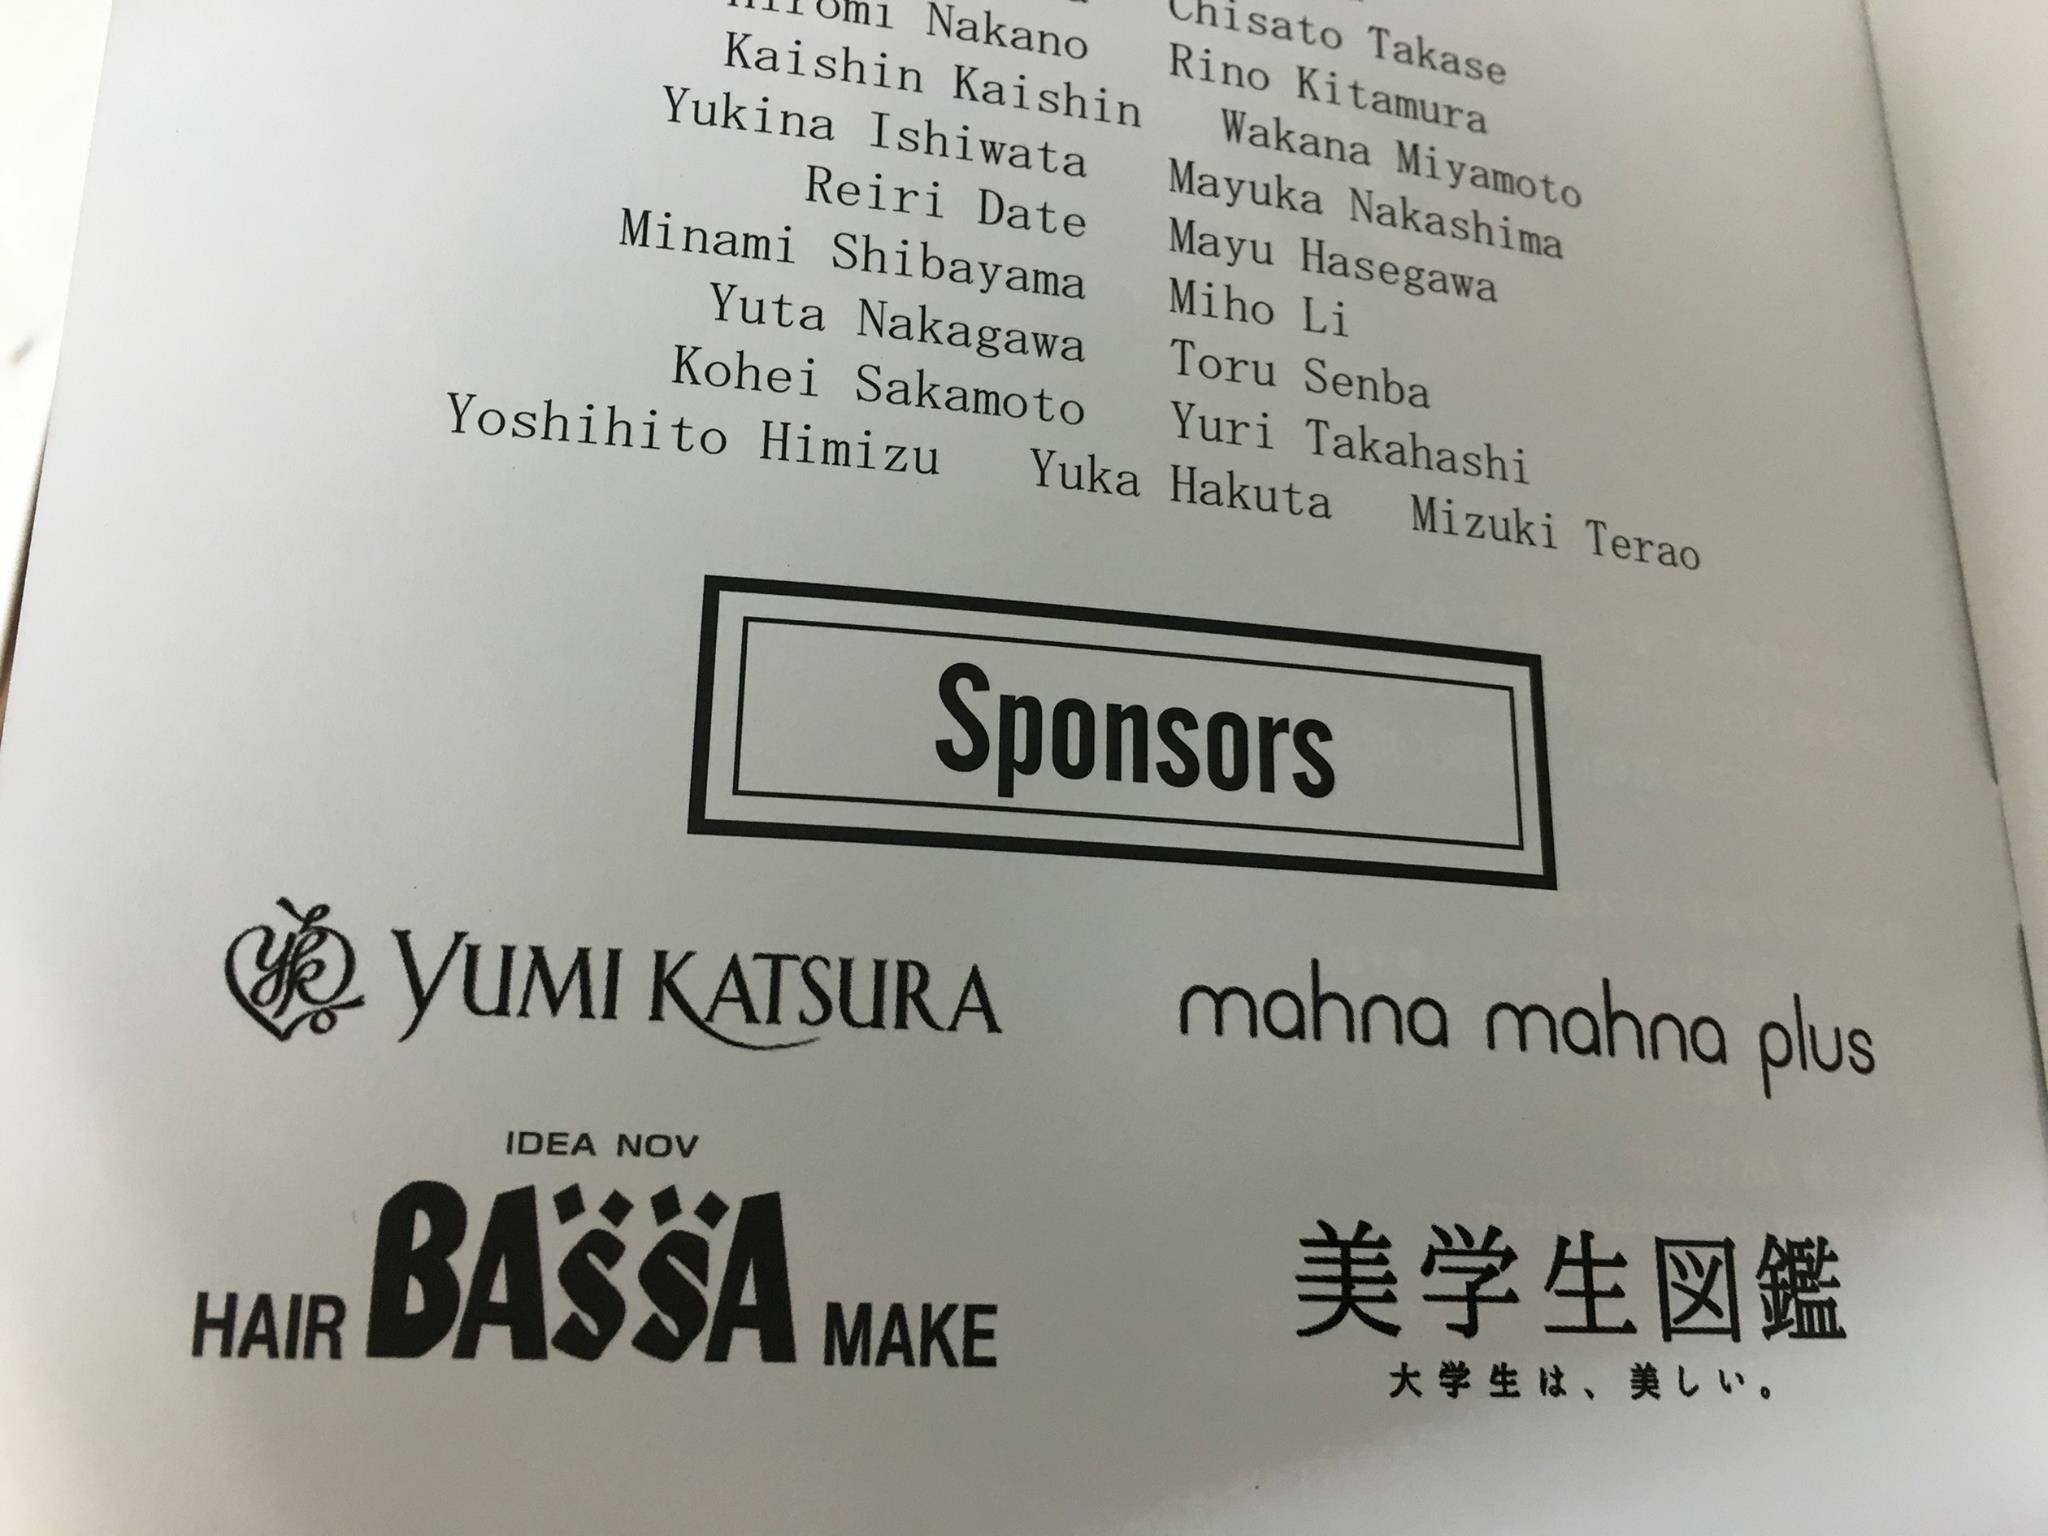 Nakano Chisato Takase
Kaishin Kaishin Rino Kitamura
Yukina Ishiwata Wakana Miyamoto
Reiri Date Mayuka Nakashima
Minami Shibayama Mayu Hasegawa
Yuta Nakagawa Miho Li
Kohei Sakamoto Toru Senba
Yuri Takahashi
Yoshihito Himizu Yuka Hakuta Mizuki Terao
Sponsors
YUMI KATSURA
mahna mahna plus
IDEA NOV
HAIR BASSA MAKE
美学生図鑑
大学生は、美しい。